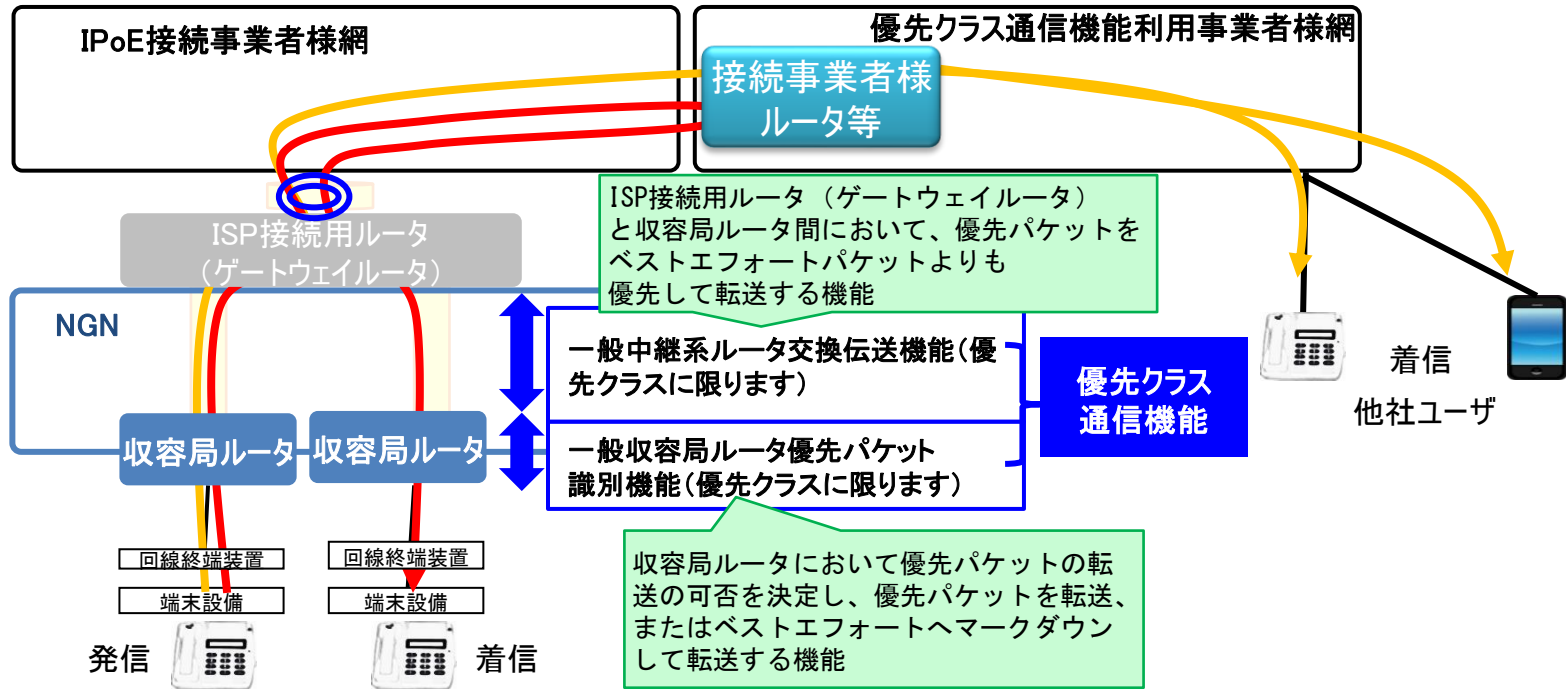 IPoE接続事業者様網
優先クラス通信機能利用事業者様網
接続事業者様
ルータ等
ISP接続用ルータ
(ゲートウェイルータ)
ISP接続用ルータ（ゲートウェイルータ）
と収容局ルータ間において、優先パケットを
ベストエフォートパケットよりも
優先して転送する機能
NGN
一般中継系ルータ交換伝送機能(優
先クラスに限ります)
優先クラス
通信機能
着信
他社ユーザ
収容局ルータ
収容局ルータ
一般収容局ルータ優先パケット
識別機能(優先クラスに限ります)
回線終端装置
回線終端装置
端末設備
端末設備
収容局ルータにおいて優先パケットの転
送の可否を決定し、優先パケットを転送、
またはベストエフォートへマークダウン
して転送する機能
発信
着信